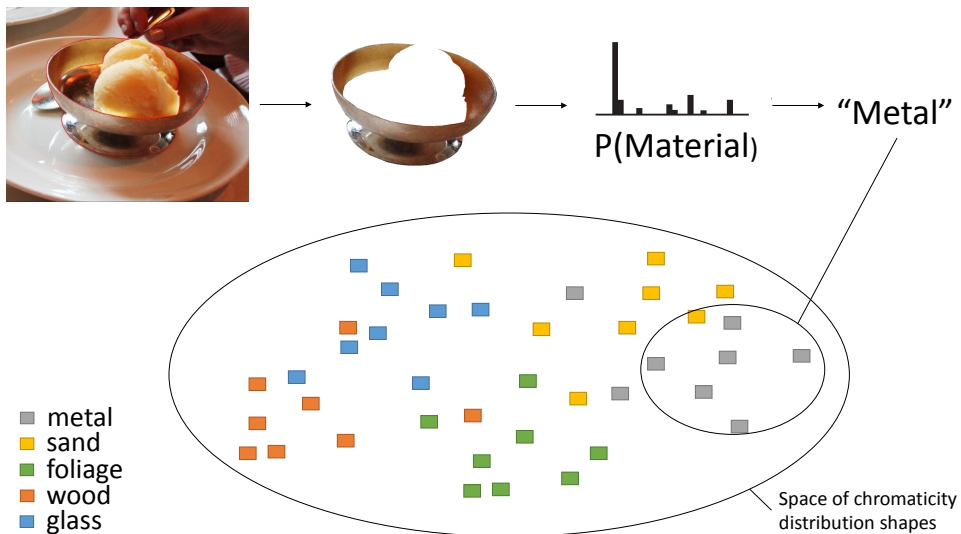 “Metal”
P(Material)
metal
sand
foliage
wood
glass
Space of chromaticity
distribution shapes